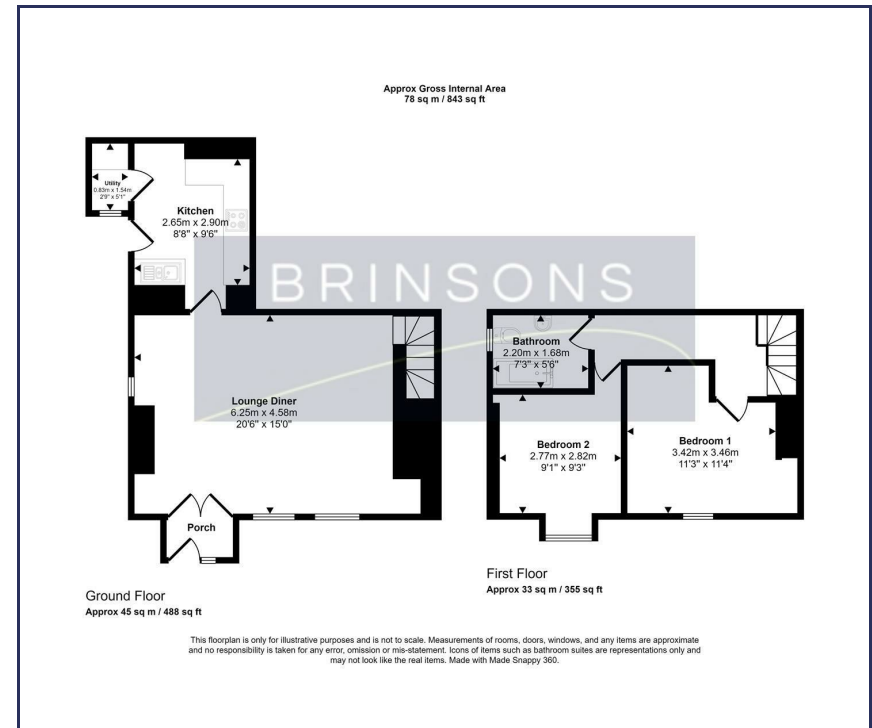 Approx Gross Internal Area
78 sq m / 843 sq ft
Utility
0.83m x 1.54m
2'9" x 5'1"
Kitchen
2.65m x 2.90m
8'8" x 9'6"
BRINSONS
Bathroom
2.20m x 1.68m
7'3" x 5'6"
Lounge Diner
6.25m x 4.58m
20'6" x 15'0"
Bedroom 2
2.77m x 2.82m
9'1" x 9'3"
Bedroom 1
3.42m x 3.46m
11'3" x 11'4"
Porch
Ground Floor
Approx 45 sq m / 488 sq ft
First Floor
Approx 33 sq m / 355 sq ft
This floorplan is only for illustrative purposes and is not to scale. Measurements of rooms, doors, windows, and any items are approximate
and no responsibility is taken for any error, omission or mis-statement. Icons of items such as bathroom suites are representations only and
may not look like the real items. Made with Made Snappy 360.